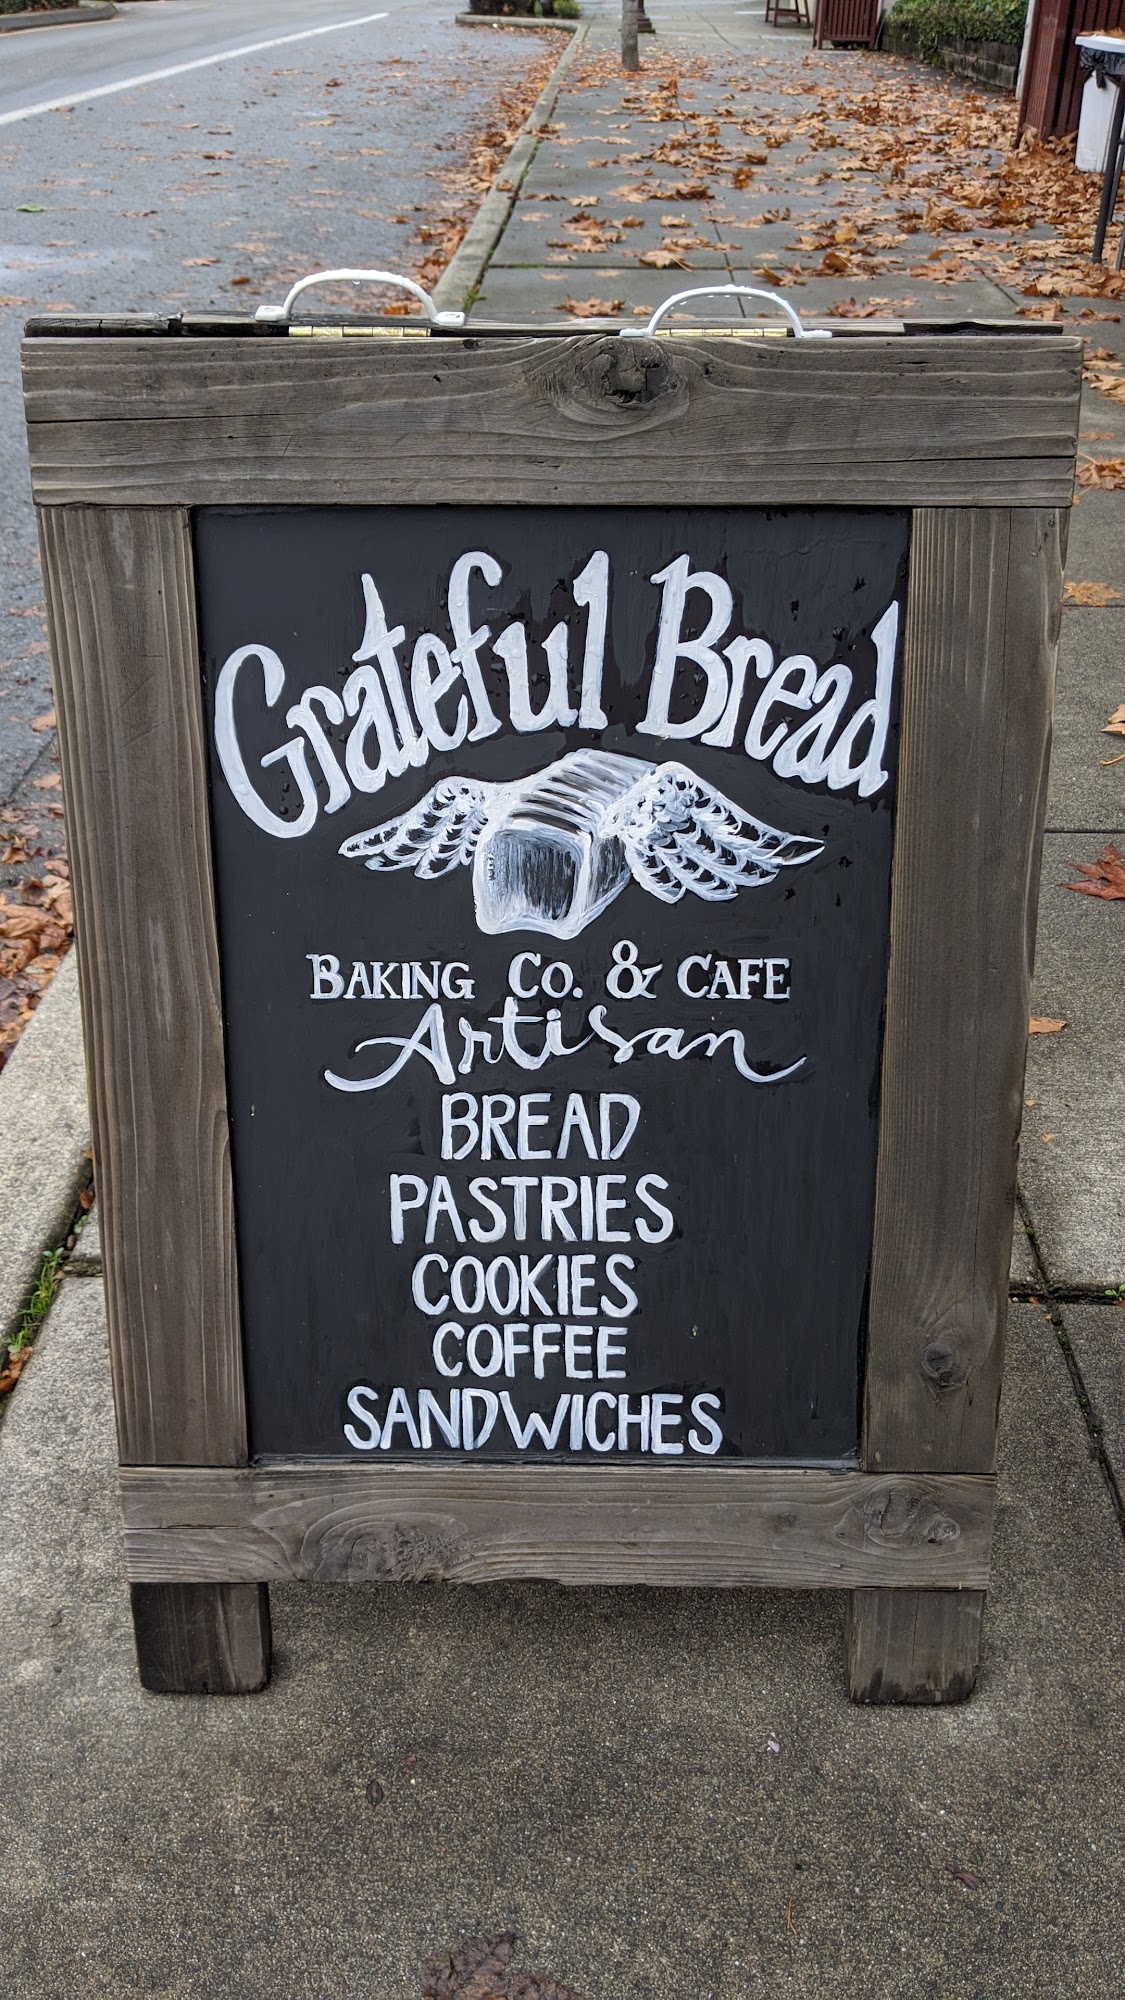 Grateful Bread
BAKING CO. & CAFE
Artisan
BREAD
PASTRIES
COOKIES
COFFEE
SANDWICHES